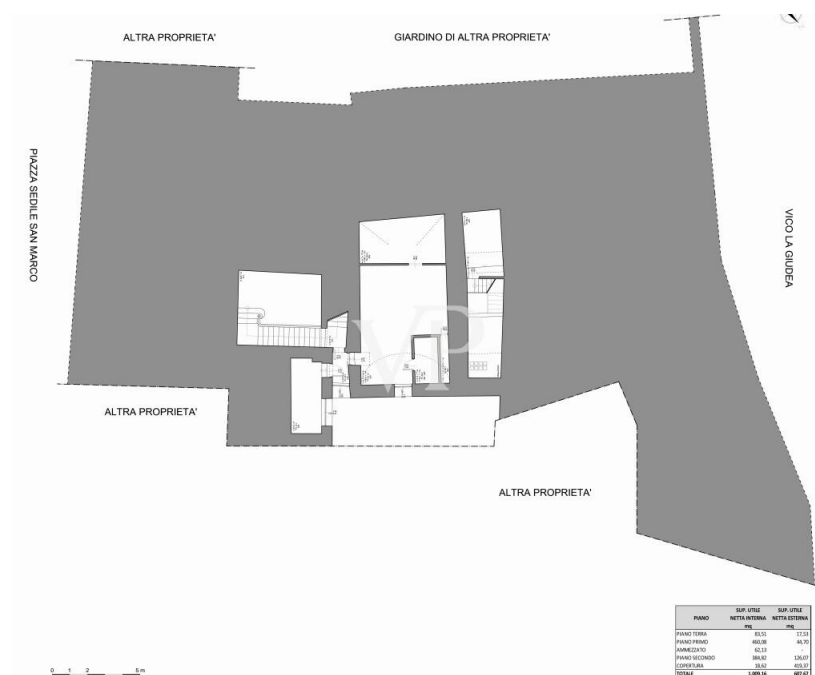 ALTRA PROPRIETA'
GIARDINO DI ALTRA PROPRIETA'
PIAZZA SEDILE SAN MARCO
VICO LA GIUDEA
VP
ALTRA PROPRIETA'
ALTRA PROPRIETA'
PIANO SUP. UTILE NETTA INTERNA mq SUP. UTILE NETTA ESTERNA mq
PIANO TERRA 83,51 17,53
PIANO PRIMO 460,08 44,70
AMMEZZATO 62,13 -
PIANO SECONDO 384,82 126,07
COPERTURA 18,62 419,37
TOTALE 1.009,16 607,67
0 1 2 5 m